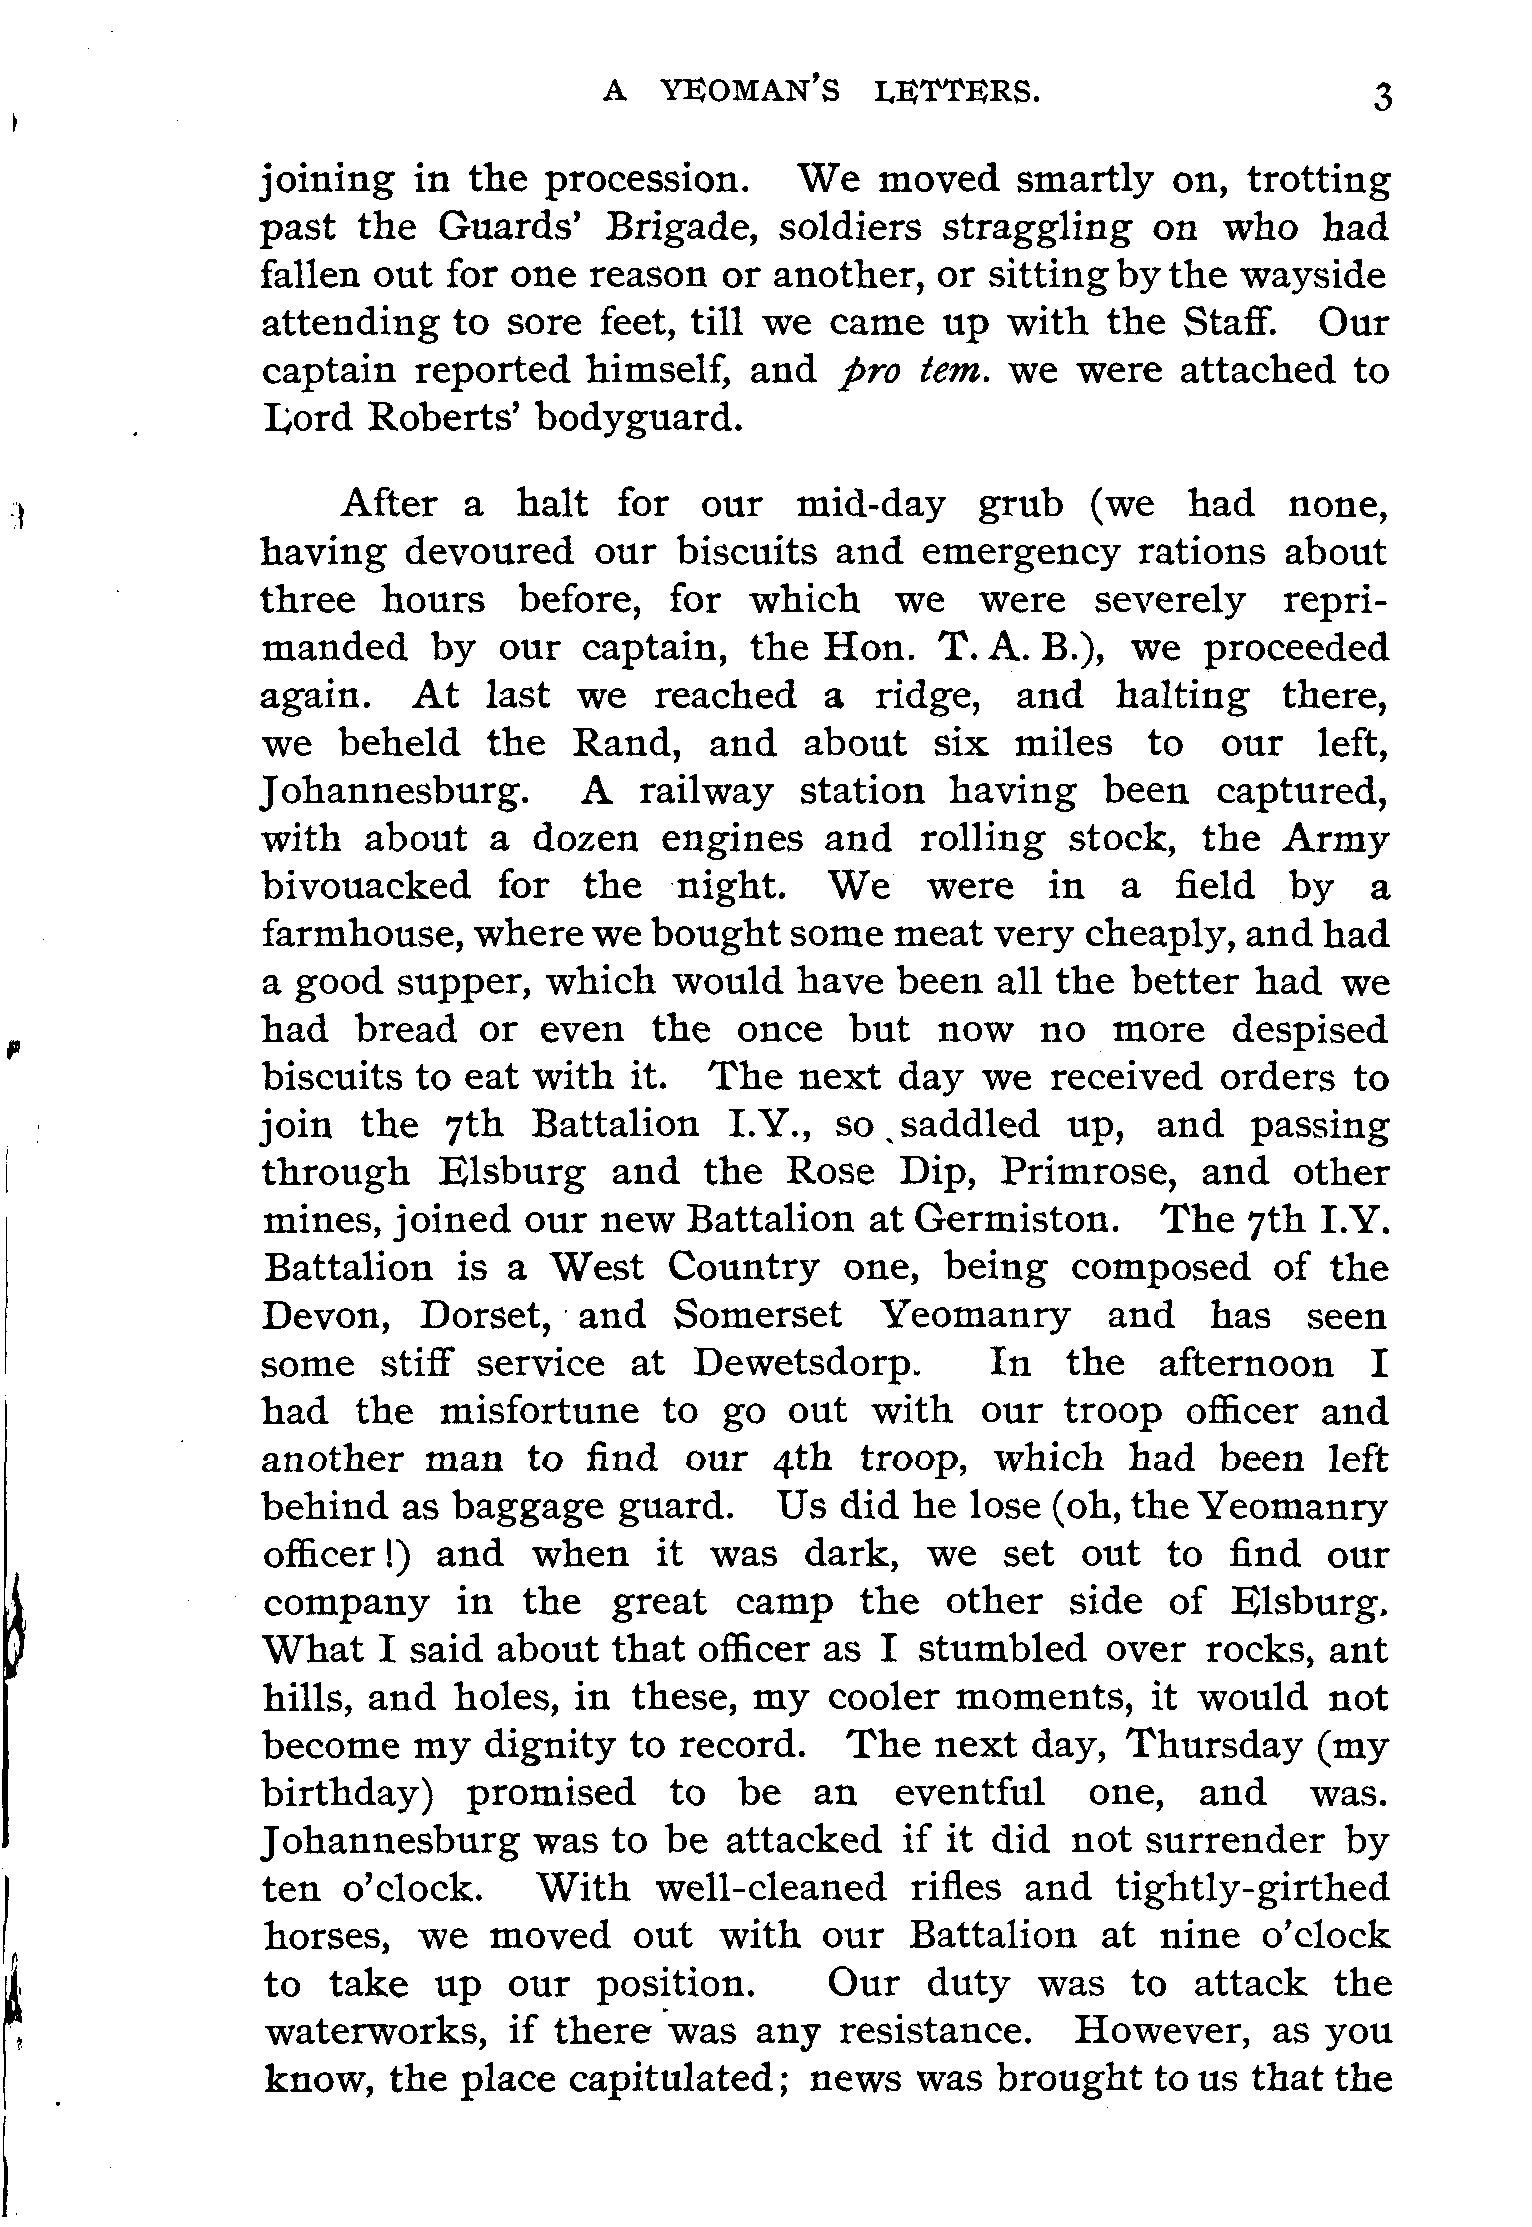 A YEOMAN'S LETTERS. 3
joining in the procession. We moved smartly on, trotting
past the Guards' Brigade, soldiers straggling on who had
fallen out for one reason or another, or sitting by the wayside
attending to sore feet, till we came up with the Staff. Our
captain reported himself, and pro tem. we were attached to
Lord Roberts' bodyguard.
After a halt for our mid-day grub (we had none,
having devoured our biscuits and emergency rations about
three hours before, for which we were severely repri-
manded by our captain, the Hon. T. A. B.), we proceeded
again. At last we reached a ridge, and halting there,
we beheld the Rand, and about six miles to our left,
Johannesburg. A railway station having been captured,
with about a dozen engines and rolling stock, the Army
bivouacked for the night. We were in a field by a
farmhouse, where we bought some meat very cheaply, and had
a good supper, which would have been all the better had we
had bread or even the once but now no more despised
biscuits to eat with it. The next day we received orders to
join the 7th Battalion I.Y., so saddled up, and passing
through Elsburg and the Rose Dip, Primrose, and other
mines, joined our new Battalion at Germiston. The 7th I.Y.
Battalion is a West Country one, being composed of the
Devon, Dorset, and Somerset Yeomanry and has seen
some stiff service at Dewetsdorp. In the afternoon I
had the misfortune to go out with our troop officer and
another man to find our 4th troop, which had been left
behind as baggage guard. Us did he lose (oh, the Yeomanry
officer!) and when it was dark, we set out to find our
company in the great camp the other side of Elsburg.
What I said about that officer as I stumbled over rocks, ant
hills, and holes, in these, my cooler moments, it would not
become my dignity to record. The next day, Thursday (my
birthday) promised to be an eventful one, and was.
Johannesburg was to be attacked if it did not surrender by
ten o'clock. With well-cleaned rifles and tightly-girthed
horses, we moved out with our Battalion at nine o'clock
to take up our position. Our duty was to attack the
waterworks, if there was any resistance. However, as you
know, the place capitulated; news was brought to us that the